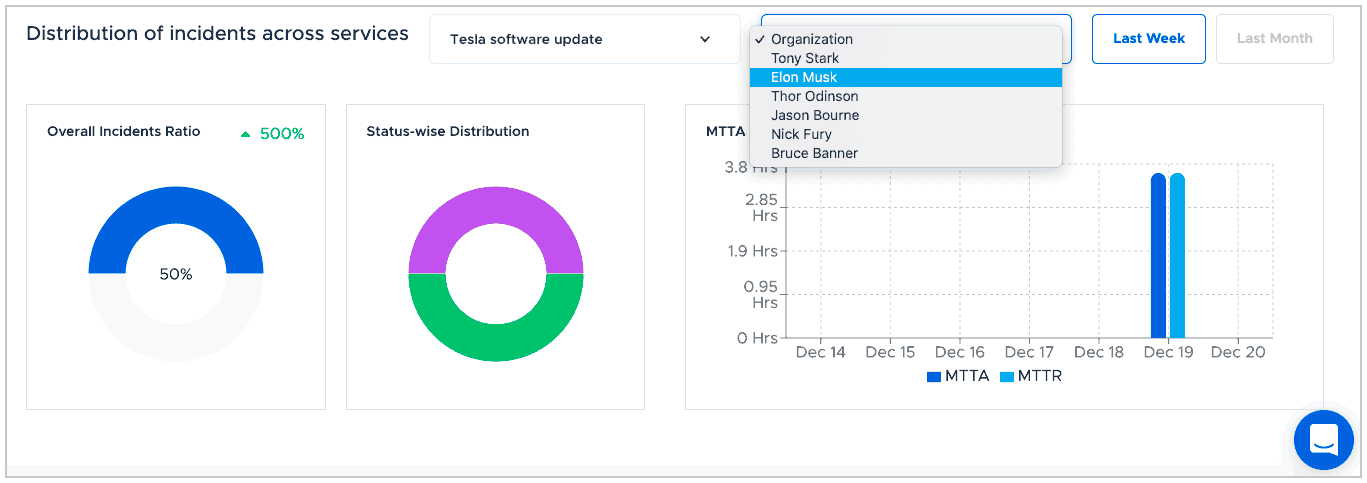 Distribution of incidents across services
Tesla software update
✓ Organization
Tony Stark
Elon Musk
Thor Odinson
Jason Bourne
Nick Fury
Bruce Banner
Last Week
Last Month
Overall Incidents Ratio
500%
50%
Status-wise Distribution
MTTA
3.8 Hrs
2.85
Hrs
1.9 Hrs
0.95
Hrs
0 Hrs
Dec 14 Dec 15 Dec 16 Dec 17 Dec 18 Dec 19 Dec 20
MTTA MTTR